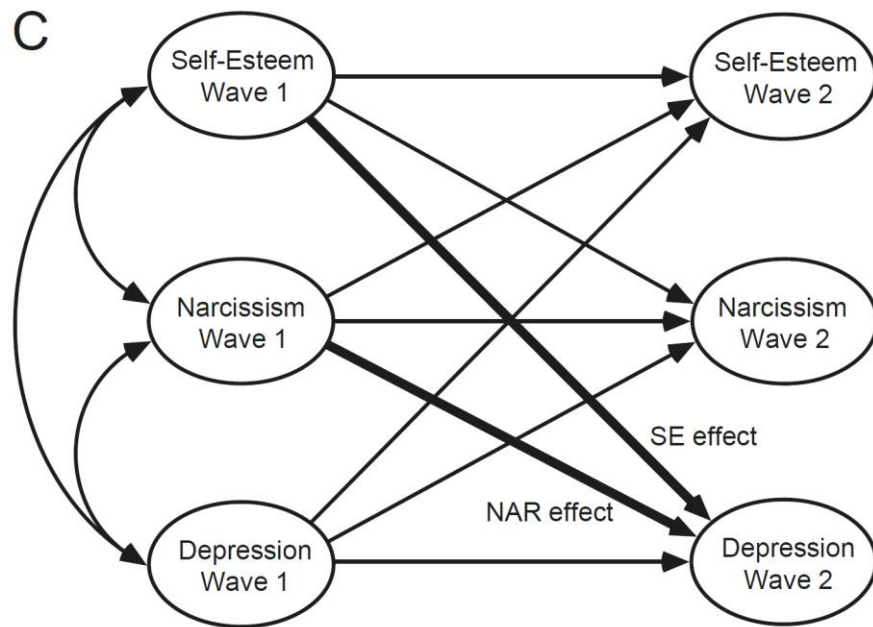 C
Self-Esteem
Wave 1
Self-Esteem
Wave 2
Narcissism
Wave 1
Narcissism
Wave 2
SE effect
NAR effect
Depression
Wave 1
Depression
Wave 2